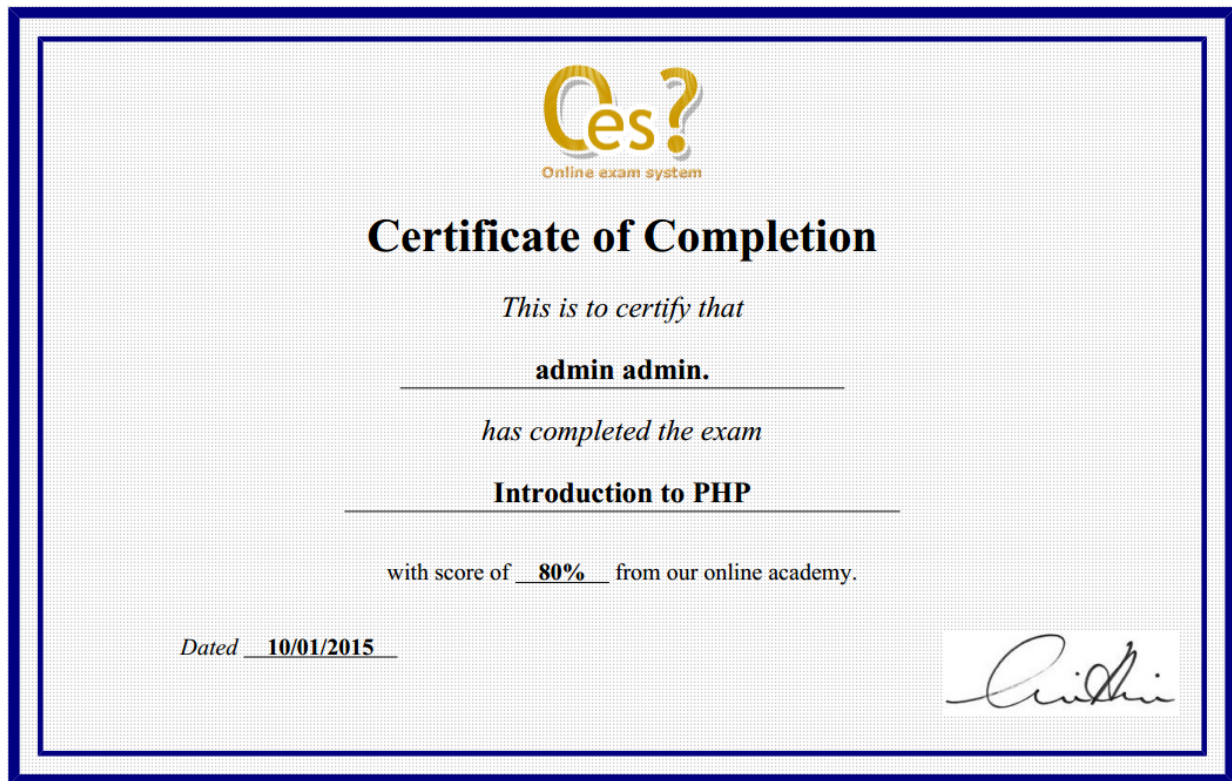 Oes?
Online exam system
Certificate of Completion
This is to certify that
admin admin.
has completed the exam
Introduction to PHP
with score of 80% from our online academy.
Dated 10/01/2015